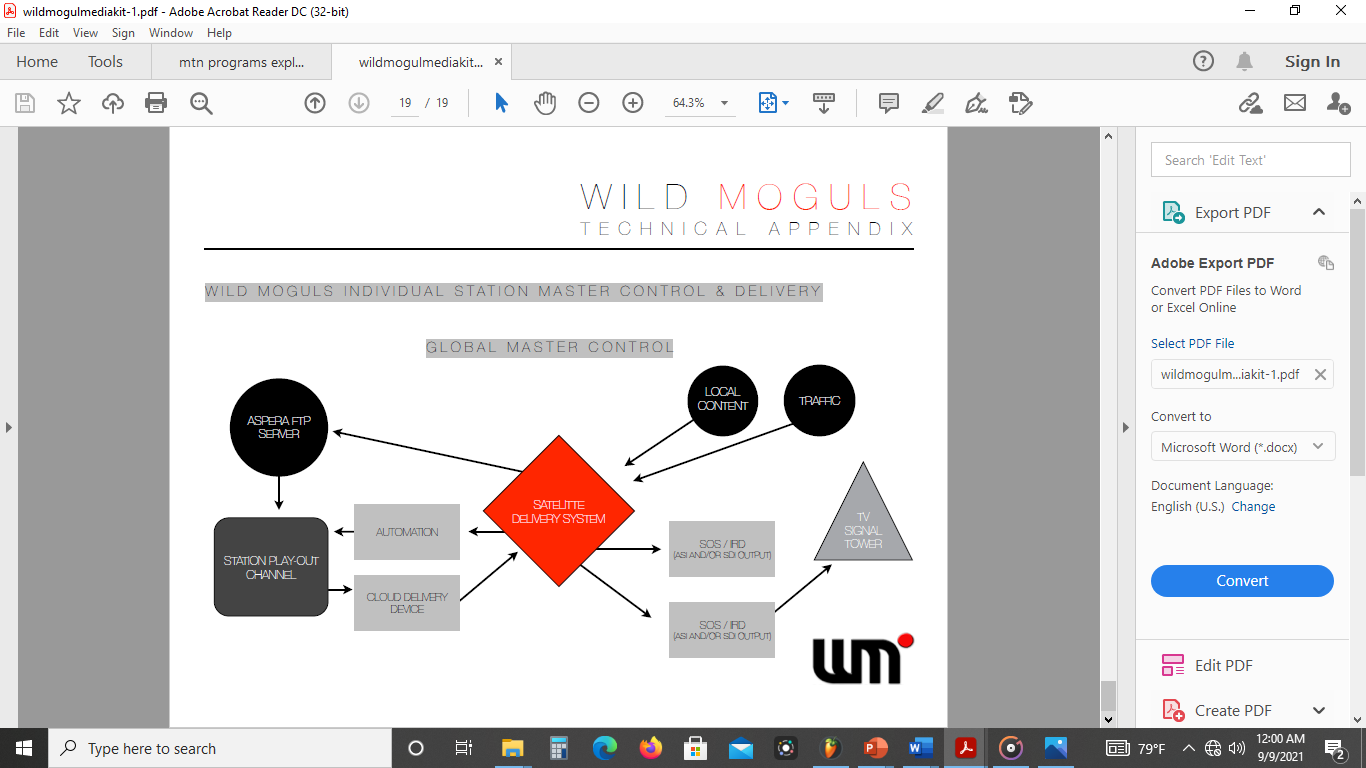 wildmogulmediakit-1.pdf - Adobe Acrobat Reader DC (32-bit)
File Edit View Sign Window Help
Home Tools mtn programs expl... wildmogulmediakit... ×
Sign In
19 / 19 64.3%
WILD MOGULS
TECHNICAL APPENDIX
WILD MOGULS INDIVIDUAL STATION MASTER CONTROL & DELIVERY
GLOBAL MASTER CONTROL
ASPERA FTP
SERVER
LOCAL
CONTENT
TRAFFIC
SATELITTE
DELIVERY SYSTEM
AUTOMATION
STATION PLAY-OUT
CHANNEL
CLOUD DELIVERY
DEVICE
SOS / IRD
(ASI AND/OR SDI OUTPUT)
SOS / IRD
(ASI AND/OR SDI OUTPUT)
TV
SIGNAL
TOWER
wm
Search 'Edit Text'
Export PDF
Adobe Export PDF
Convert PDF Files to Word
or Excel Online
Select PDF File
wildmogulm...iakit-1.pdf
Convert to
Microsoft Word (*.docx)
Document Language:
English (U.S.) Change
Convert
Edit PDF
Create PDF
Type here to search
79°F
12:00 AM
9/9/2021
2